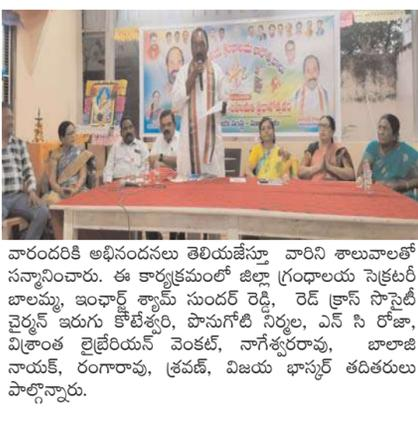 వారందరికి అభినందనలు తెలియజేస్తూ వారిని శాలువాలతో
సన్మానించారు. ఈ కార్యక్రమంలో జిల్లా గ్రంధాలయ సెక్రటరీ
బాలమ్మ, ఇంఛార్జ్ శ్యామ్ సుందర్ రెడ్డి, రెడ్ క్రాస్ సొసైటీ
చైర్మన్ ఇరుగు కోటేశ్వరి, పొనుగోటి నిర్మల, ఎన్ సి రోజా,
విశ్రాంత లైబ్రేరియన్ వెంకట్, నాగేశ్వరరావు, బాలాజి
నాయక్, రంగారావు, శ్రవణ్, విజయ భాస్కర్ తదితరులు
పాల్గొన్నారు.